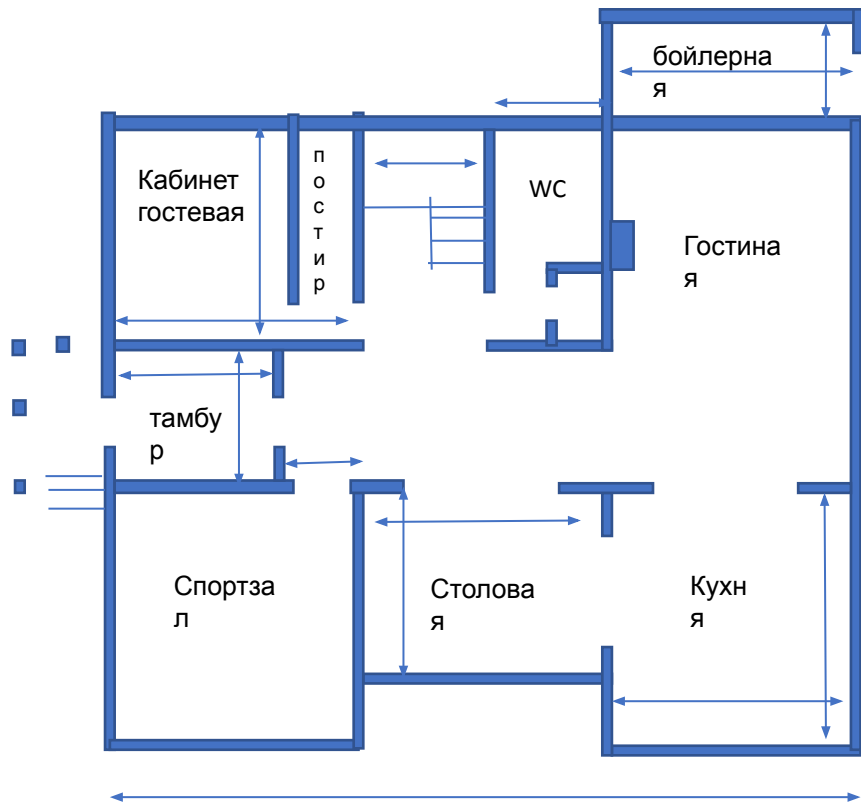 бойлерна
я
Кабинет
гостевая
п
о
с
т
и
р
WC
Гостина
я
тамбу
р
Спортза
л
Столова
я
Кухн
я